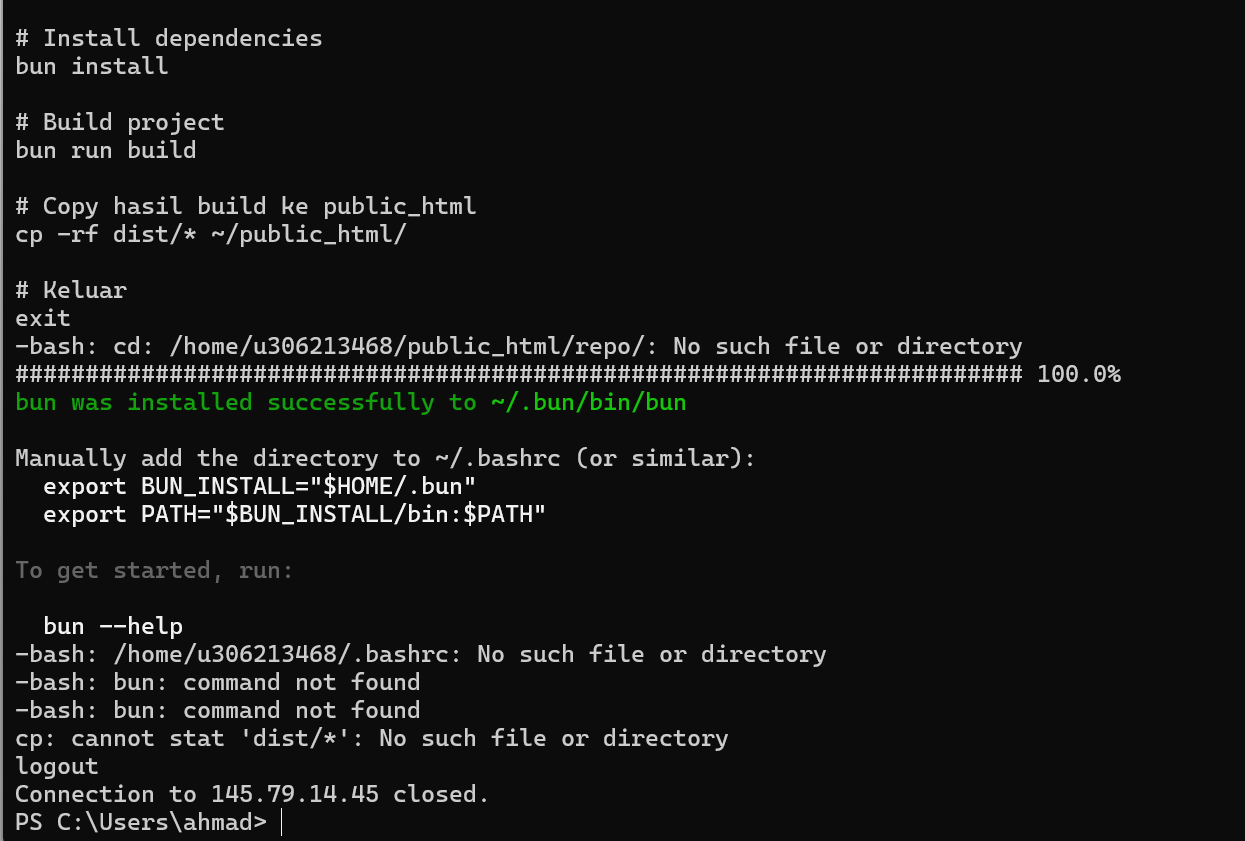 # Install dependencies
bun install
# Build project
bun run build
# Copy hasil build ke public_html
cp -rf dist/* ~/public_html/
# Keluar
exit
-bash: cd: /home/u306213468/public_html/repo/: No such file or directory
######################################################################## 100.0%
bun was installed successfully to ~/.bun/bin/bun
Manually add the directory to ~/.bashrc (or similar):
  export BUN_INSTALL="$HOME/.bun"
  export PATH="$BUN_INSTALL/bin:$PATH"
To get started, run:
  bun --help
-bash: /home/u306213468/.bashrc: No such file or directory
-bash: bun: command not found
-bash: bun: command not found
cp: cannot stat 'dist/*': No such file or directory
logout
Connection to 145.79.14.45 closed.
PS C:\Users\ahmad>